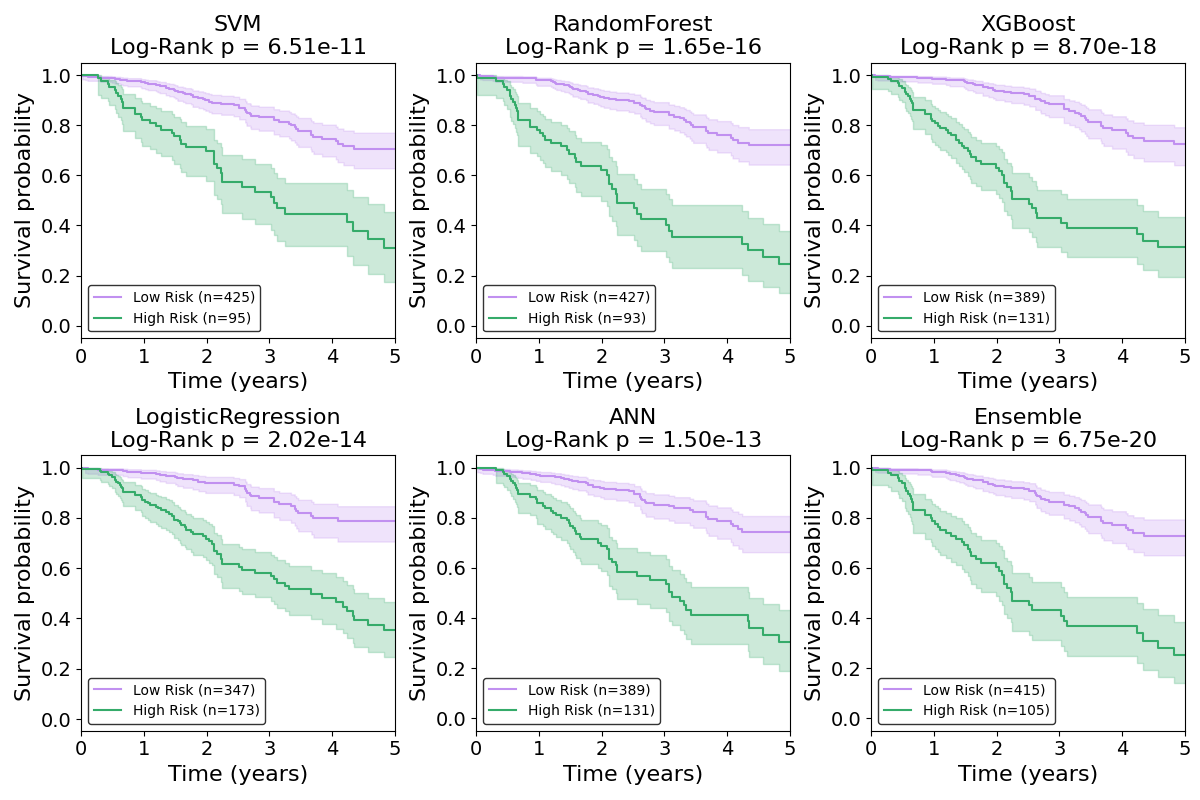 SVM
Log-Rank p = 6.51e-11
Survival probability
1.0
0.8
0.6
0.4
0.2
0.0
Low Risk (n=425)
High Risk (n=95)
0 1 2 3 4 5
Time (years)
RandomForest
Log-Rank p = 1.65e-16
Survival probability
1.0
0.8
0.6
0.4
0.2
0.0
Low Risk (n=427)
High Risk (n=93)
0 1 2 3 4 5
Time (years)
XGBoost
Log-Rank p = 8.70e-18
Survival probability
1.0
0.8
0.6
0.4
0.2
0.0
Low Risk (n=389)
High Risk (n=131)
0 1 2 3 4 5
Time (years)
LogisticRegression
Log-Rank p = 2.02e-14
Survival probability
1.0
0.8
0.6
0.4
0.2
0.0
Low Risk (n=347)
High Risk (n=173)
0 1 2 3 4 5
Time (years)
ANN
Log-Rank p = 1.50e-13
Survival probability
1.0
0.8
0.6
0.4
0.2
0.0
Low Risk (n=389)
High Risk (n=131)
0 1 2 3 4 5
Time (years)
Ensemble
Log-Rank p = 6.75e-20
Survival probability
1.0
0.8
0.6
0.4
0.2
0.0
Low Risk (n=415)
High Risk (n=105)
0 1 2 3 4 5
Time (years)